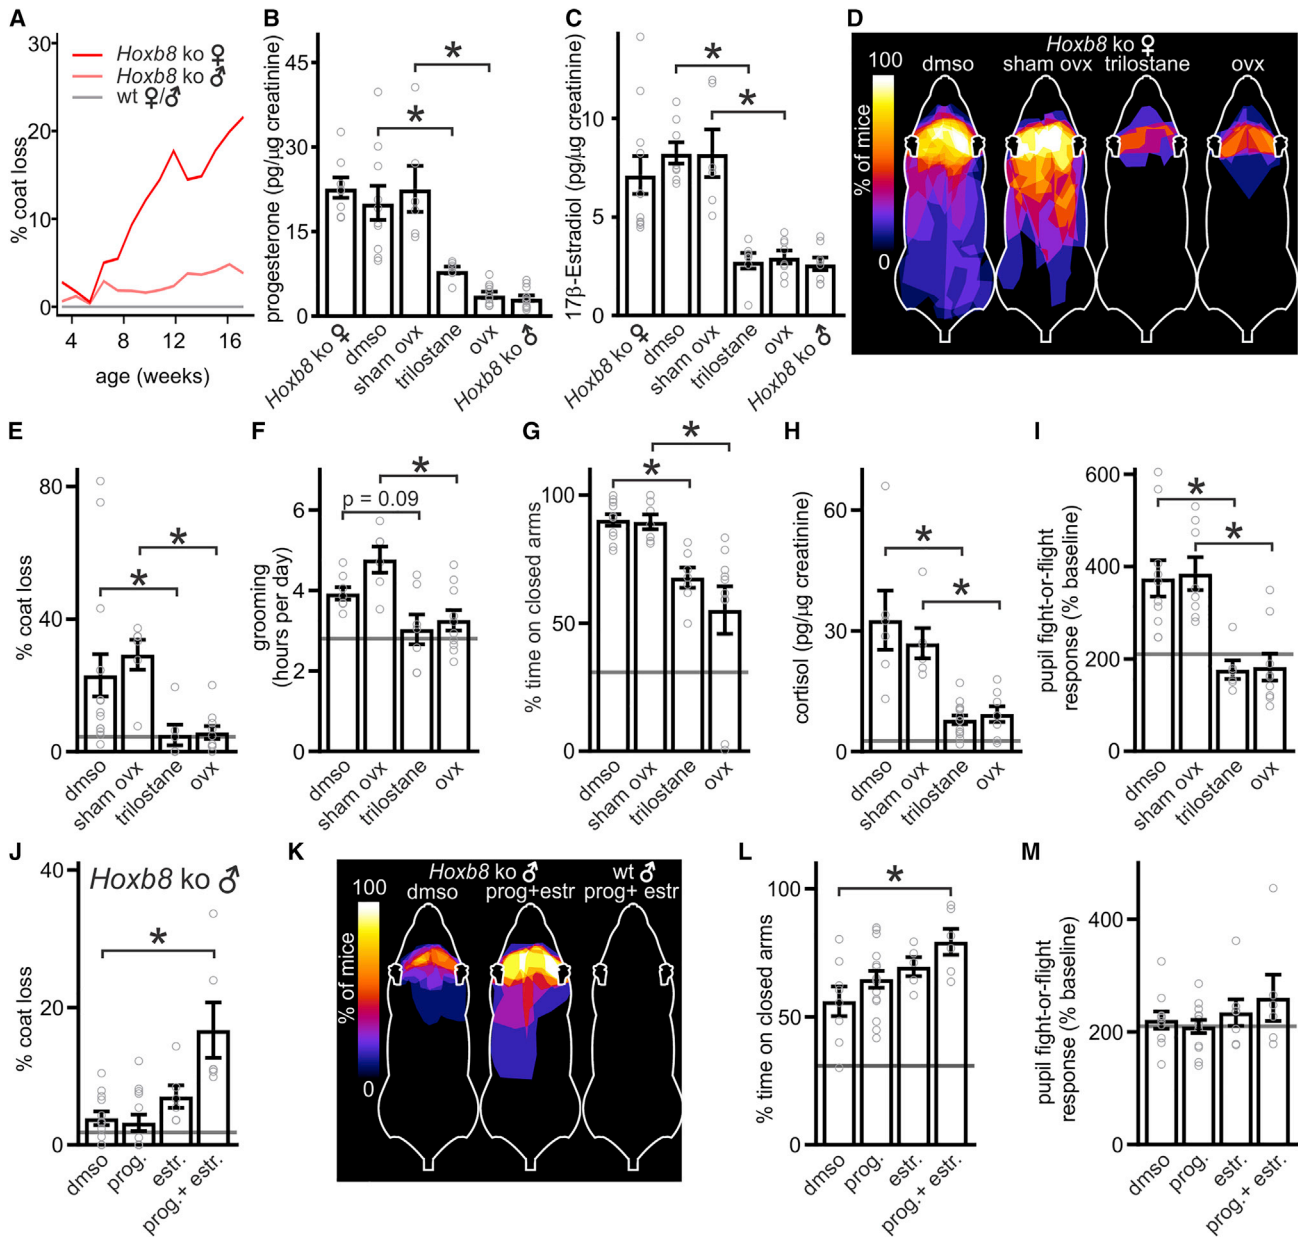 A
% coat loss
30
20
10
0
Hoxb8 ko ♀
Hoxb8 ko ♂
wt ♀/♂
4 8 12 16
age (weeks)
B
progesterone (pg/µg creatinine)
45
30
15
0
*
*
Hoxb8 ko ♀
dmso
sham ovx
trilostane
ovx
Hoxb8 ko ♂
C
17β-Estradiol (pg/µg creatinine)
10
5
0
*
*
Hoxb8 ko ♀
dmso
sham ovx
trilostane
ovx
Hoxb8 ko ♂
D
Hoxb8 ko ♀
dmso sham ovx trilostane ovx
100
% of mice
0
E
% coat loss
80
40
0
*
*
dmso
sham ovx
trilostane
ovx
F
grooming
(hours per day)
6
4
2
0
*
p = 0.09
dmso
sham ovx
trilostane
ovx
G
% time on closed arms
100
50
0
*
*
dmso
sham ovx
trilostane
ovx
H
cortisol (pg/µg creatinine)
60
30
0
*
*
dmso
sham ovx
trilostane
ovx
I
pupil fight-or-flight
response (% baseline)
600
400
200
0
*
*
dmso
sham ovx
trilostane
ovx
J
% coat loss
40
20
0
Hoxb8 ko ♂
*
dmso
prog.
estr.
prog.+ estr.
K
Hoxb8 ko ♂ wt ♂
dmso prog+estr prog+ estr
100
% of mice
0
L
% time on closed arms
100
50
0
*
dmso
prog.
estr.
prog.+ estr.
M
pupil fight-or-flight
response (% baseline)
400
200
0
dmso
prog.
estr.
prog.+ estr.